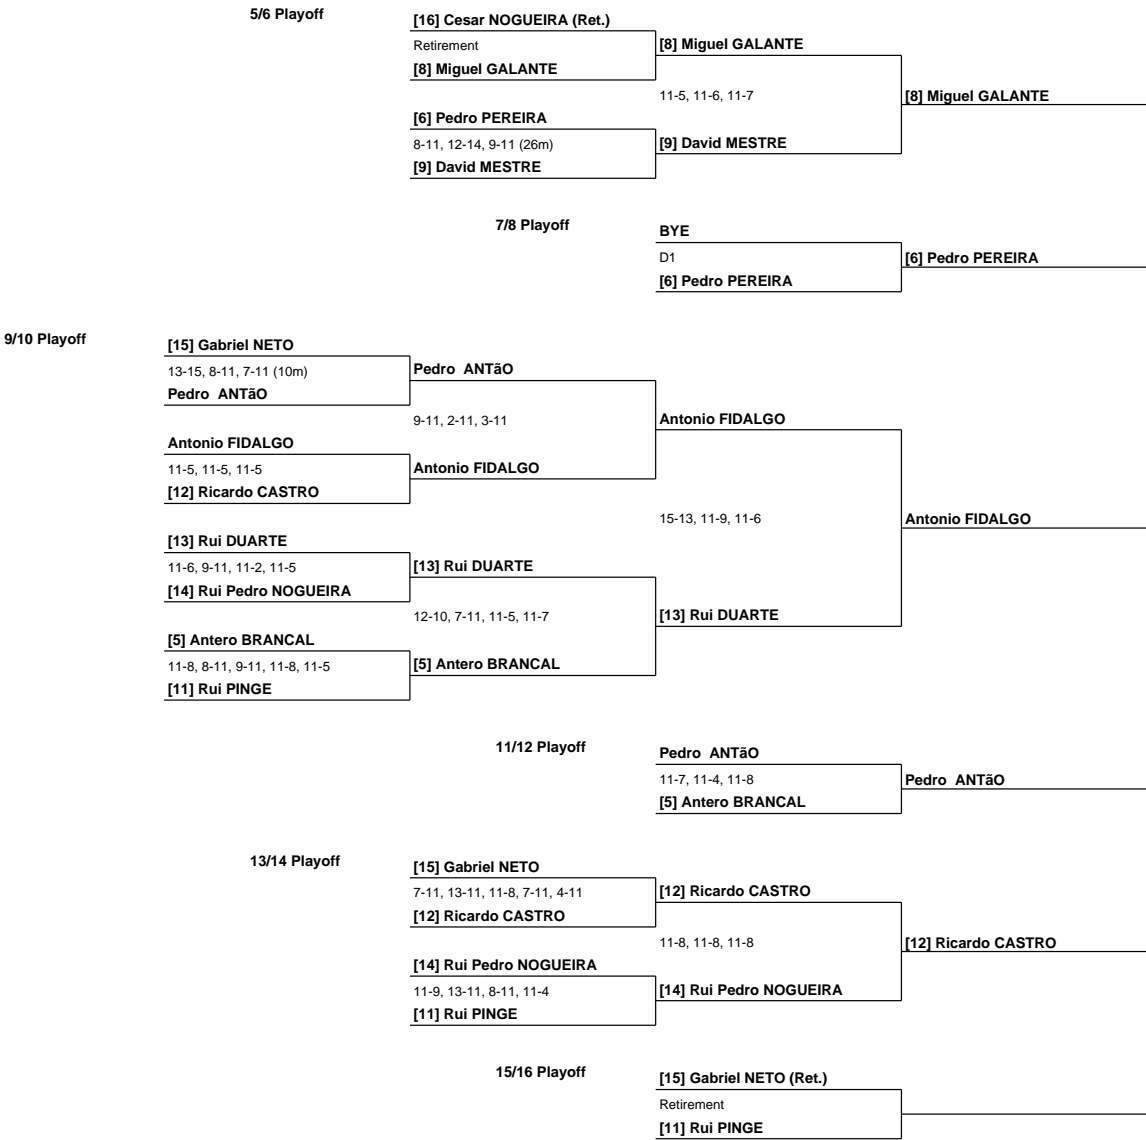 5/6 Playoff
[16] Cesar NOGUEIRA (Ret.)
Retirement
[8] Miguel GALANTE
[8] Miguel GALANTE
11-5, 11-6, 11-7
[8] Miguel GALANTE
[6] Pedro PEREIRA
8-11, 12-14, 9-11 (26m)
[9] David MESTRE
[9] David MESTRE
7/8 Playoff
BYE
D1
[6] Pedro PEREIRA
[6] Pedro PEREIRA
9/10 Playoff
[15] Gabriel NETO
13-15, 8-11, 7-11 (10m)
Pedro ANTãO
Pedro ANTãO
9-11, 2-11, 3-11
Antonio FIDALGO
Antonio FIDALGO
11-5, 11-5, 11-5
[12] Ricardo CASTRO
Antonio FIDALGO
15-13, 11-9, 11-6
Antonio FIDALGO
[13] Rui DUARTE
11-6, 9-11, 11-2, 11-5
[14] Rui Pedro NOGUEIRA
[13] Rui DUARTE
12-10, 7-11, 11-5, 11-7
[13] Rui DUARTE
[5] Antero BRANCAL
11-8, 8-11, 9-11, 11-8, 11-5
[11] Rui PINGE
[5] Antero BRANCAL
11/12 Playoff
Pedro ANTãO
11-7, 11-4, 11-8
[5] Antero BRANCAL
Pedro ANTãO
13/14 Playoff
[15] Gabriel NETO
7-11, 13-11, 11-8, 7-11, 4-11
[12] Ricardo CASTRO
[12] Ricardo CASTRO
11-8, 11-8, 11-8
[12] Ricardo CASTRO
[14] Rui Pedro NOGUEIRA
11-9, 13-11, 8-11, 11-4
[11] Rui PINGE
[14] Rui Pedro NOGUEIRA
15/16 Playoff
[15] Gabriel NETO (Ret.)
Retirement
[11] Rui PINGE